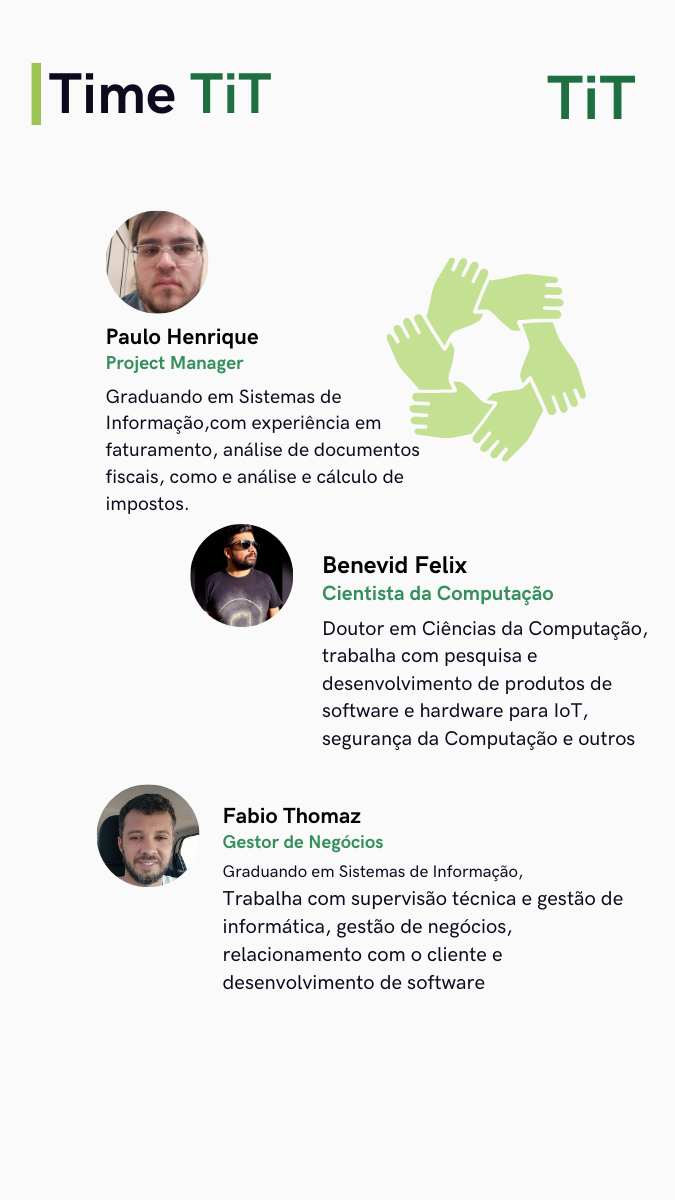 Time TiT
TiT
Paulo Henrique
Project Manager
Graduando em Sistemas de
Informação,com experiência em
faturamento, análise de documentos
fiscais, como e análise e cálculo de
impostos.
Benevid Felix
Cientista da Computação
Doutor em Ciências da Computação,
trabalha com pesquisa e
desenvolvimento de produtos de
software e hardware para IoT,
segurança da Computação e outros
Fabio Thomaz
Gestor de Negócios
Graduando em Sistemas de Informação,
Trabalha com supervisão técnica e gestão de
informática, gestão de negócios,
relacionamento com o cliente e
desenvolvimento de software